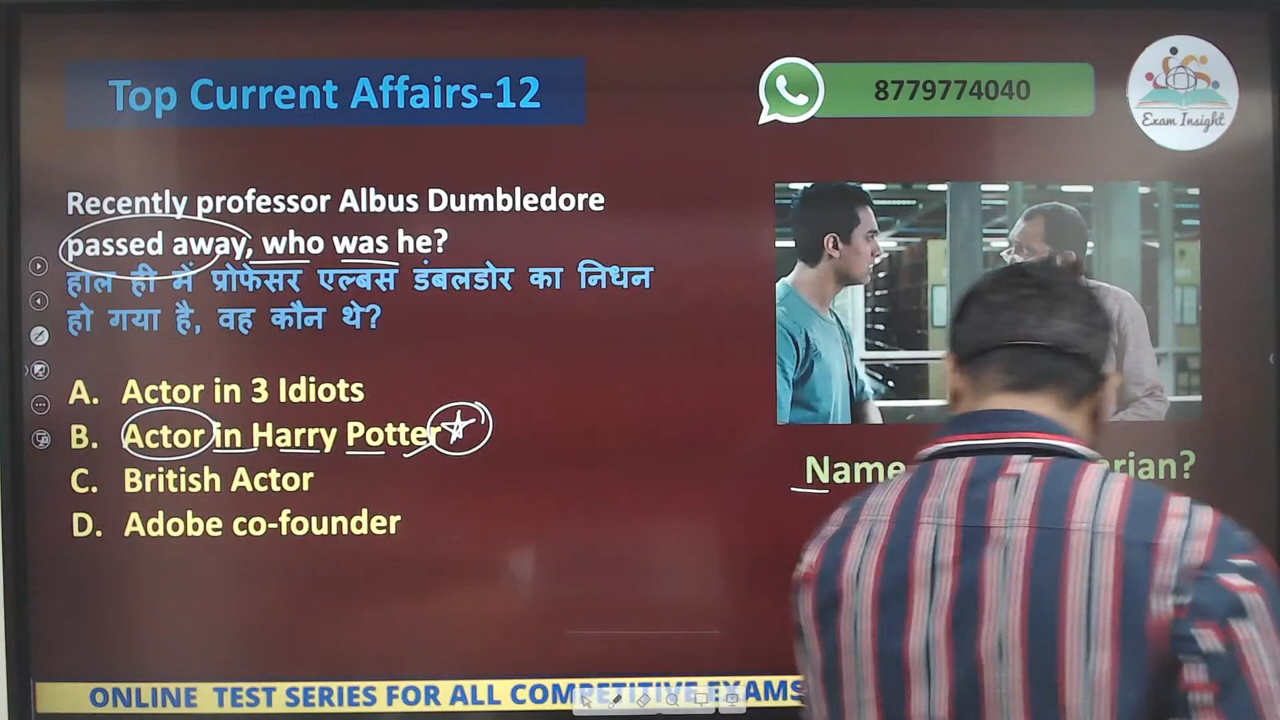 Top Current Affairs-12
8779774040
Exam Insight
Recently professor Albus Dumbledore
passed away, who was he?
हाल ही में प्रोफेसर एल्बस डंबलडोर का निधन
हो गया है, वह कौन थे?
A. Actor in 3 Idiots
B. Actor in Harry Potter
C. British Actor
D. Adobe co-founder
Name
ONLINE TEST SERIES FOR ALL COMPETITIVE EXAMS